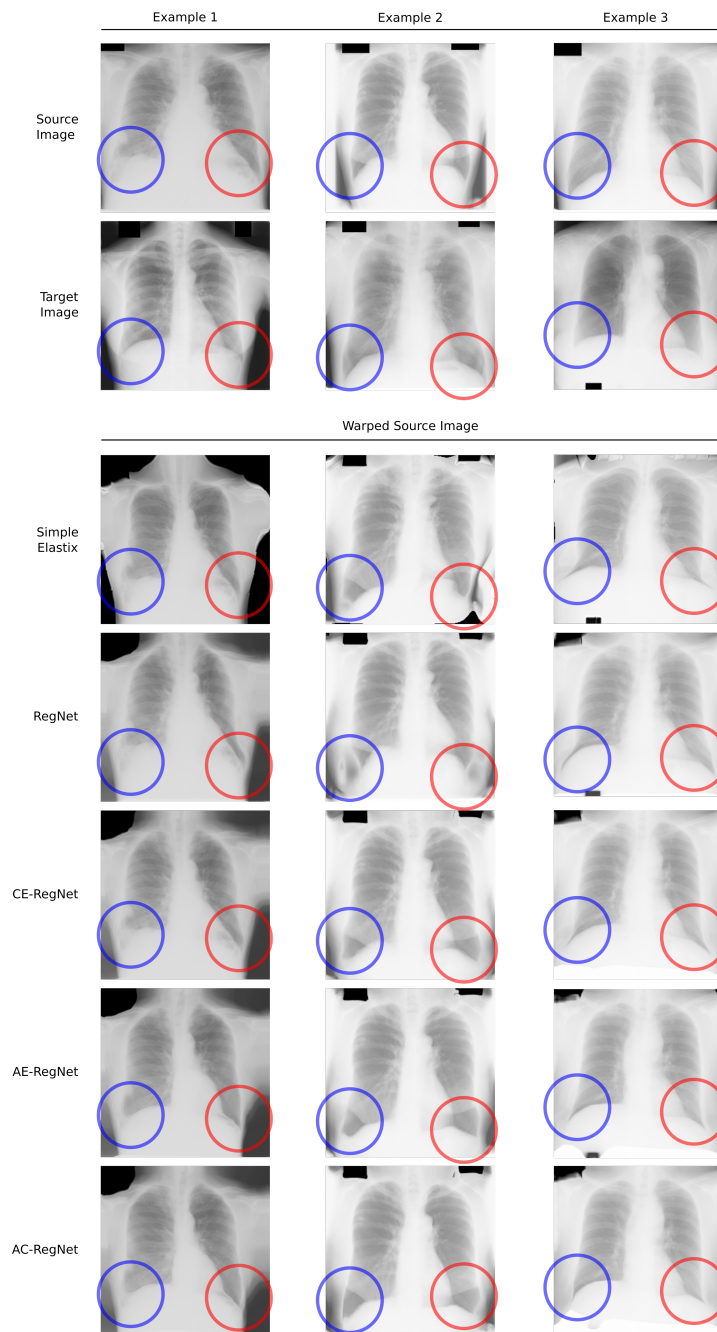 Example 1
Example 2
Example 3
Source
Image
Target
Image
Warped Source Image
Simple
Elastix
RegNet
CE-RegNet
AE-RegNet
AC-RegNet